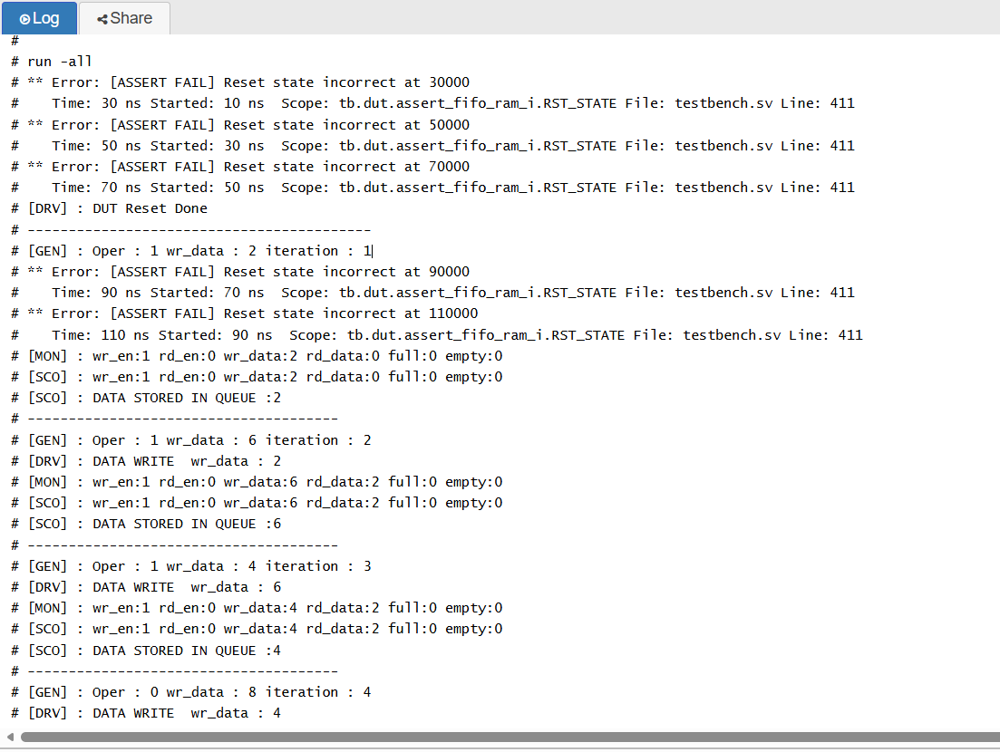 Log
Share
#
# run -all
# ** Error: [ASSERT FAIL] Reset state incorrect at 30000
#    Time: 30 ns Started: 10 ns  Scope: tb.dut.assert_fifo_ram_i.RST_STATE File: testbench.sv Line: 411
# ** Error: [ASSERT FAIL] Reset state incorrect at 50000
#    Time: 50 ns Started: 30 ns  Scope: tb.dut.assert_fifo_ram_i.RST_STATE File: testbench.sv Line: 411
# ** Error: [ASSERT FAIL] Reset state incorrect at 70000
#    Time: 70 ns Started: 50 ns  Scope: tb.dut.assert_fifo_ram_i.RST_STATE File: testbench.sv Line: 411
# [DRV] : DUT Reset Done
# ------------------------------------------
# [GEN] : Oper : 1 wr_data : 2 iteration : 1
# ** Error: [ASSERT FAIL] Reset state incorrect at 90000
#    Time: 90 ns Started: 70 ns  Scope: tb.dut.assert_fifo_ram_i.RST_STATE File: testbench.sv Line: 411
# ** Error: [ASSERT FAIL] Reset state incorrect at 110000
#    Time: 110 ns Started: 90 ns  Scope: tb.dut.assert_fifo_ram_i.RST_STATE File: testbench.sv Line: 411
# [MON] : wr_en:1 rd_en:0 wr_data:2 rd_data:0 full:0 empty:0
# [SCO] : wr_en:1 rd_en:0 wr_data:2 rd_data:0 full:0 empty:0
# [SCO] : DATA STORED IN QUEUE :2
# --------------------------------------
# [GEN] : Oper : 1 wr_data : 6 iteration : 2
# [DRV] : DATA WRITE  wr_data : 2
# [MON] : wr_en:1 rd_en:0 wr_data:6 rd_data:2 full:0 empty:0
# [SCO] : wr_en:1 rd_en:0 wr_data:6 rd_data:2 full:0 empty:0
# [SCO] : DATA STORED IN QUEUE :6
# --------------------------------------
# [GEN] : Oper : 1 wr_data : 4 iteration : 3
# [DRV] : DATA WRITE  wr_data : 6
# [MON] : wr_en:1 rd_en:0 wr_data:4 rd_data:2 full:0 empty:0
# [SCO] : wr_en:1 rd_en:0 wr_data:4 rd_data:2 full:0 empty:0
# [SCO] : DATA STORED IN QUEUE :4
# --------------------------------------
# [GEN] : Oper : 0 wr_data : 8 iteration : 4
# [DRV] : DATA WRITE  wr_data : 4